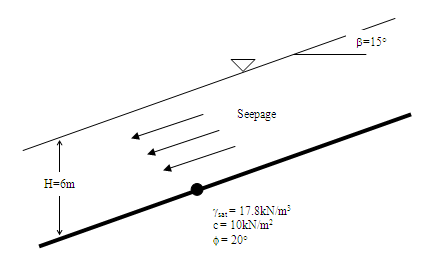 β=15°
Seepage
H=6m
γsat = 17.8kN/m³
c = 10kN/m²
ϕ = 20°